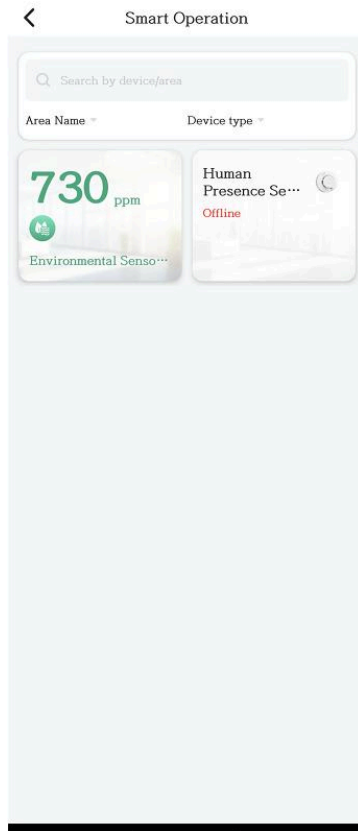 Smart Operation
Search by device/area
Area Name
Device type
730 ppm
Environmental Senso···
Human
Presence Se···
Offline